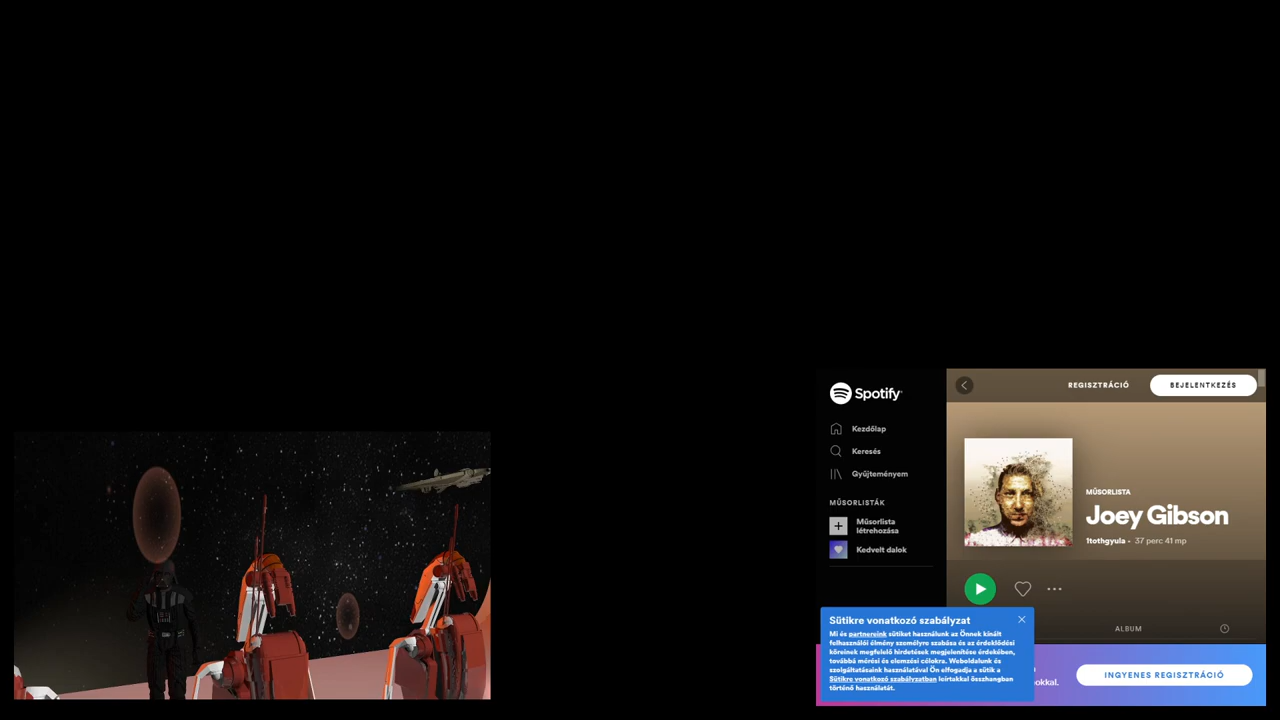 Spotify
Kezdőlap
Keresés
Gyűjteményem
MŰSORLISTÁK
Műsorlista
létrehozása
Kedvelt dalok
REGISZTRÁCIÓ
BEJELENTKEZÉS
MŰSORLISTA
Joey Gibson
1tothgyula • 37 perc 41 mp
ALBUM
Sütikre vonatkozó szabályzat
Mi és partnereink sütiket használunk az Önnek kínált
felhasználói élmény személyre szabása és az érdeklődési
köreinek megfelelő hirdetések megjelenítése érdekében,
továbbá mérési és elemzési célokra. Weboldalunk és
szolgáltatásaink használatával Ön elfogadja a sütik a
Sütikre vonatkozó szabályzatban leírtakkal összhangban
történő használatát.
okkal.
INGYENES REGISZTRÁCIÓ